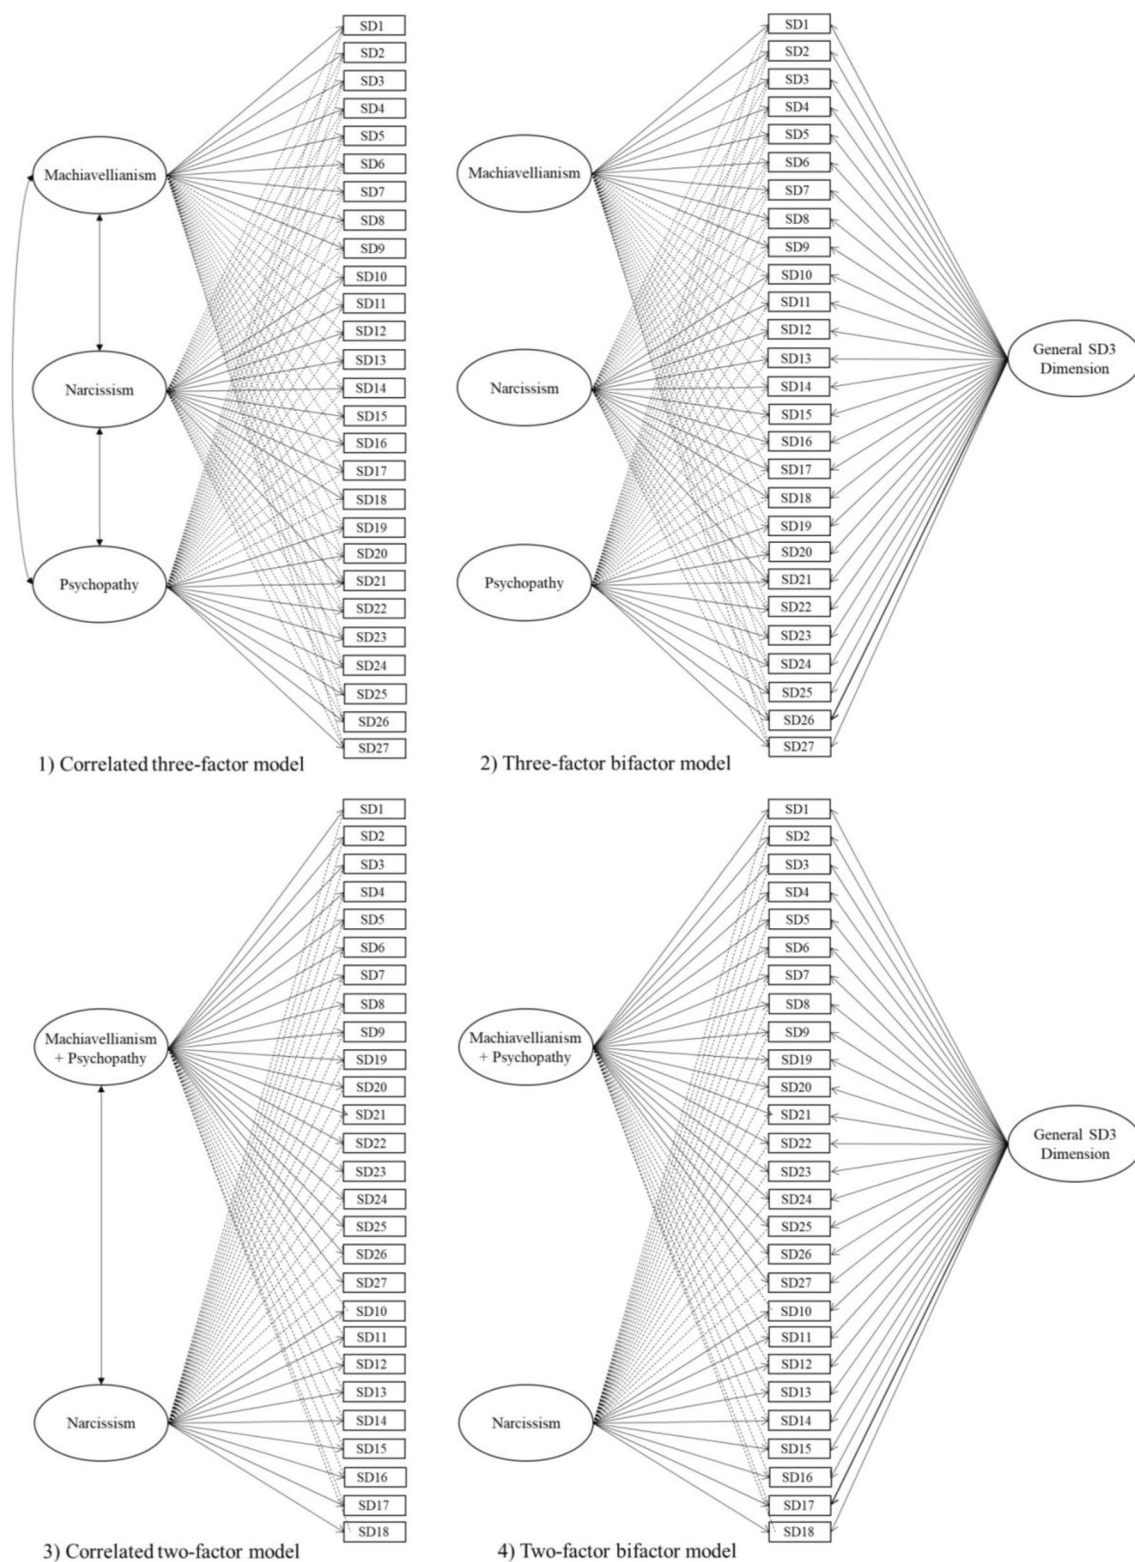 SD1
SD2
SD3
SD4
SD5
SD6
SD7
SD8
SD9
SD10
SD11
SD12
SD13
SD14
SD15
SD16
SD17
SD18
SD19
SD20
SD21
SD22
SD23
SD24
SD25
SD26
SD27
Machiavellianism
Narcissism
Psychopathy
1) Correlated three-factor model
SD1
SD2
SD3
SD4
SD5
SD6
SD7
SD8
SD9
SD10
SD11
SD12
SD13
SD14
SD15
SD16
SD17
SD18
SD19
SD20
SD21
SD22
SD23
SD24
SD25
SD26
SD27
Machiavellianism
Narcissism
Psychopathy
General SD3
Dimension
2) Three-factor bifactor model
SD1
SD2
SD3
SD4
SD5
SD6
SD7
SD8
SD9
SD19
SD20
SD21
SD22
SD23
SD24
SD25
SD26
SD27
SD10
SD11
SD12
SD13
SD14
SD15
SD16
SD17
SD18
Machiavellianism
+ Psychopathy
Narcissism
3) Correlated two-factor model
SD1
SD2
SD3
SD4
SD5
SD6
SD7
SD8
SD9
SD19
SD20
SD21
SD22
SD23
SD24
SD25
SD26
SD27
SD10
SD11
SD12
SD13
SD14
SD15
SD16
SD17
SD18
Machiavellianism
+ Psychopathy
Narcissism
General SD3
Dimension
4) Two-factor bifactor model